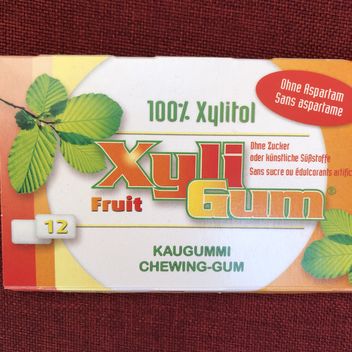 Ohne Aspartam
Sans aspartame
100% Xylitol
Xyli
Ohne Zucker
oder künstliche Süßstoffe
Sans sucre ou édulcorants
Fruit
Gum®
12
KAUGUMMI
CHEWING-GUM